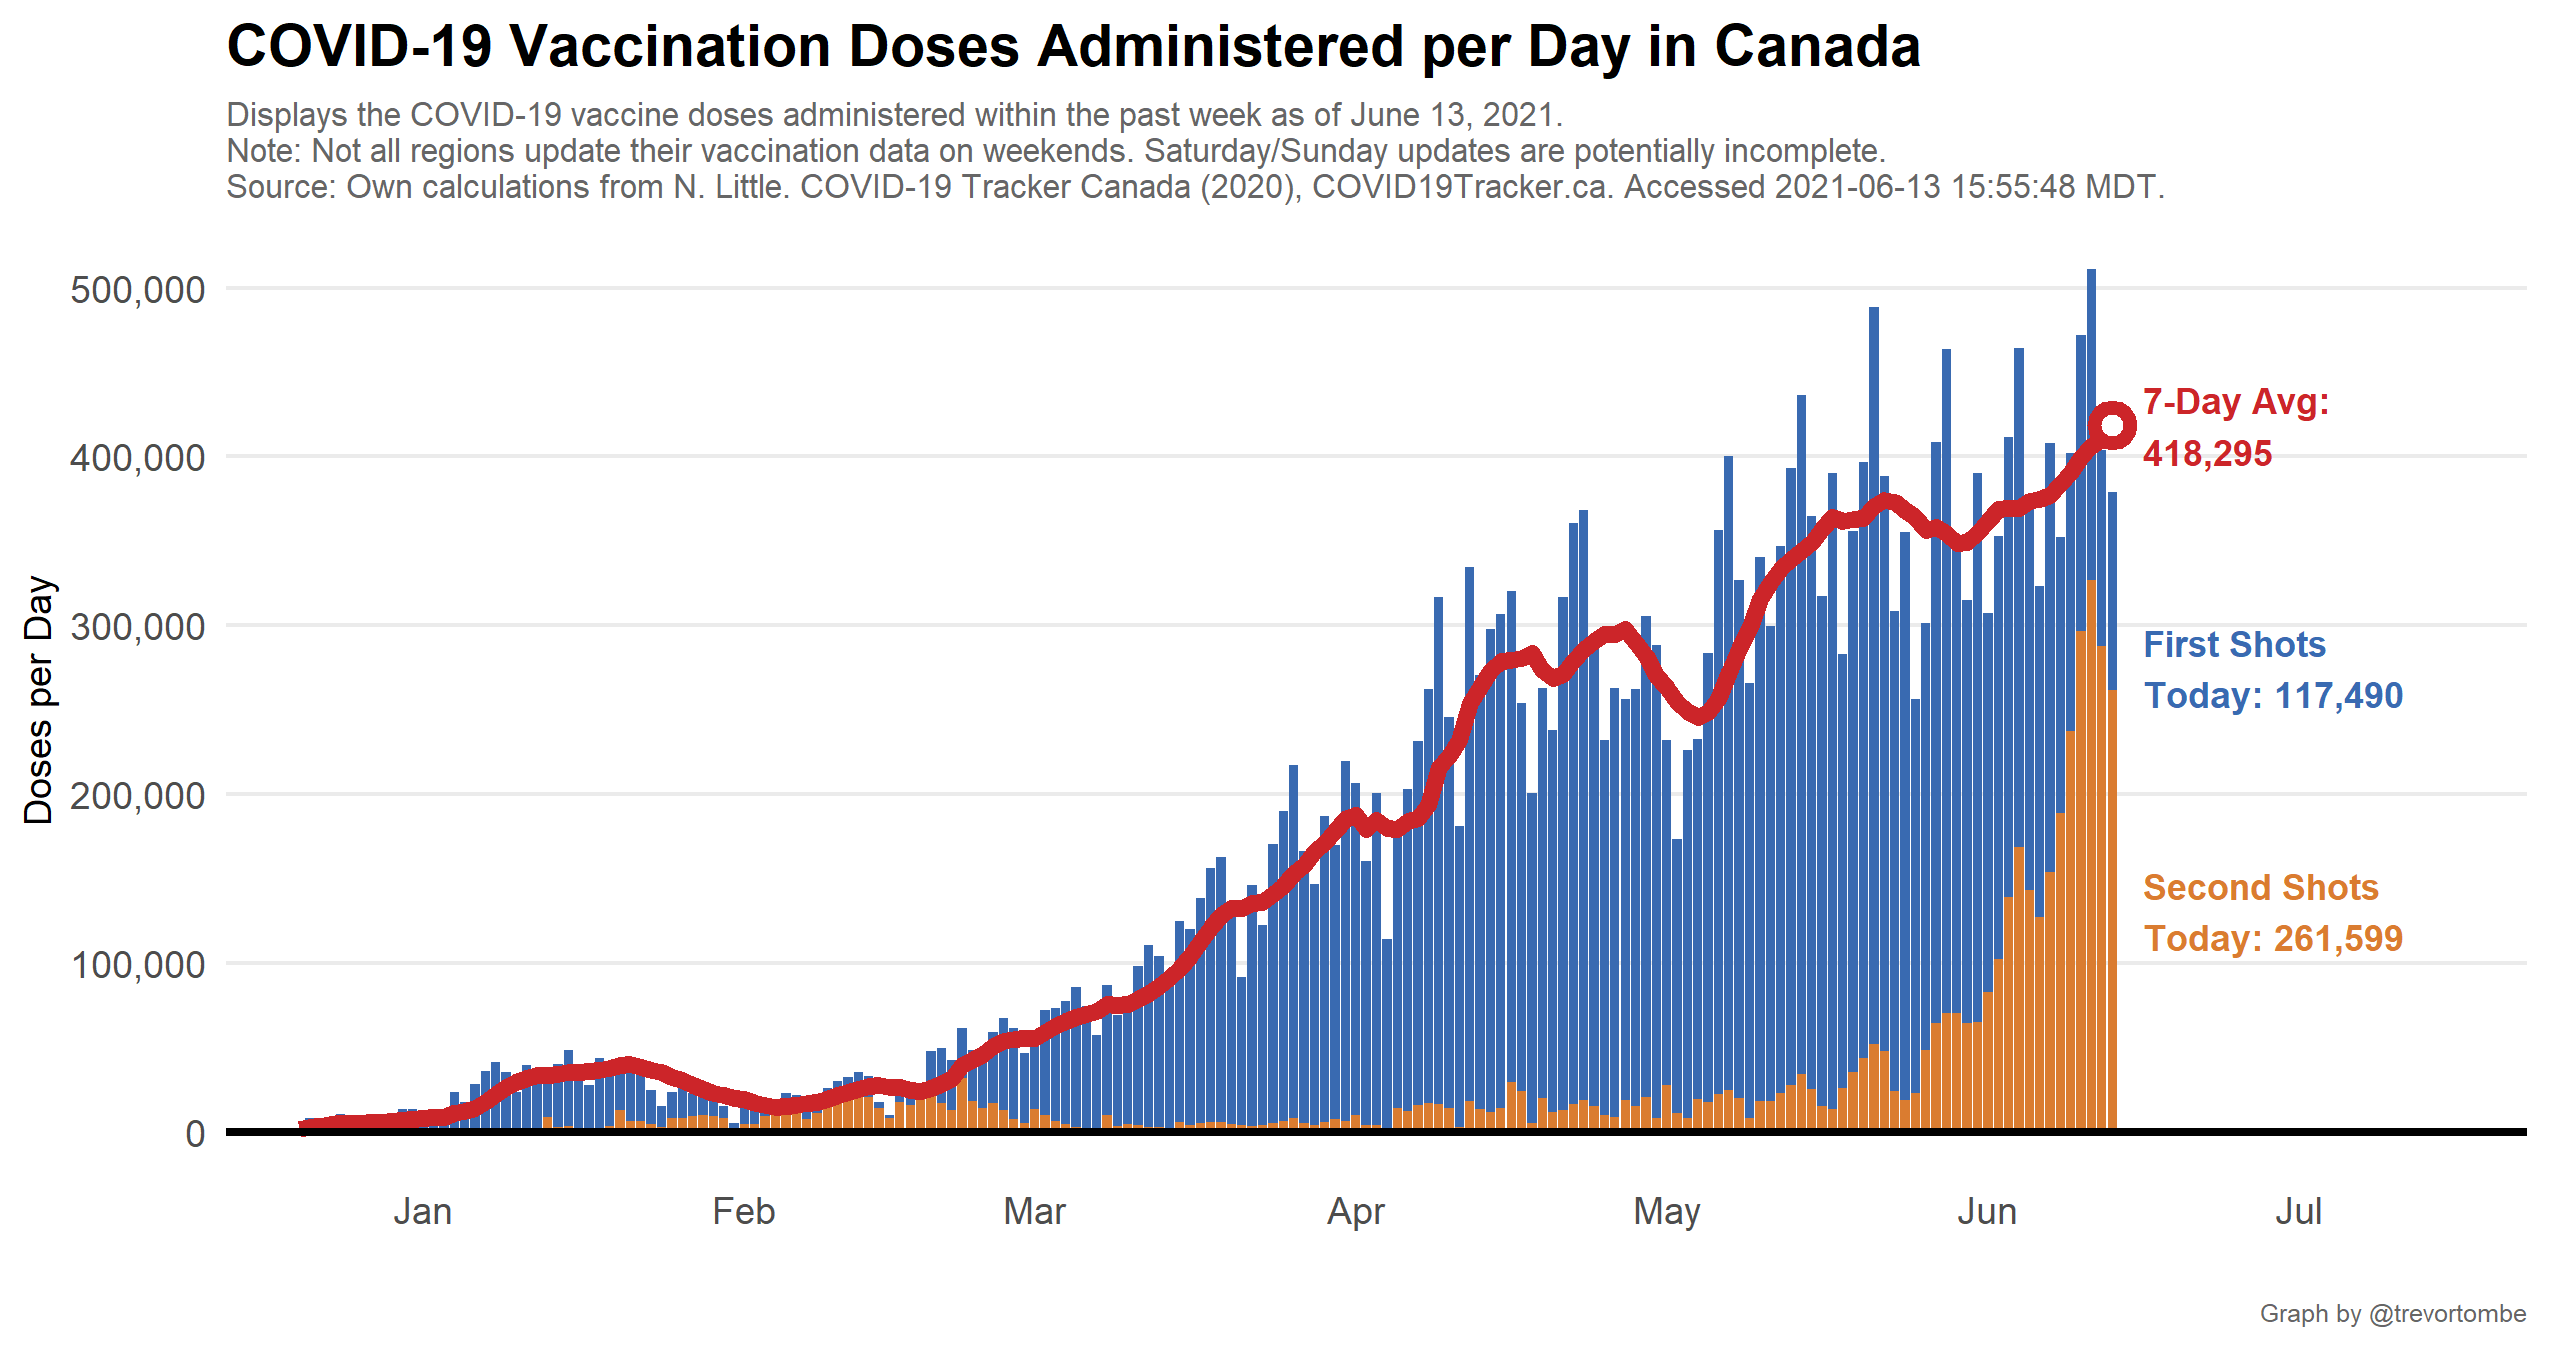 COVID-19 Vaccination Doses Administered per Day in Canada
Displays the COVID-19 vaccine doses administered within the past week as of June 13, 2021.
Note: Not all regions update their vaccination data on weekends. Saturday/Sunday updates are potentially incomplete.
Source: Own calculations from N. Little. COVID-19 Tracker Canada (2020), COVID19Tracker.ca. Accessed 2021-06-13 15:55:48 MDT.
Doses per Day
500,000
400,000
300,000
200,000
100,000
0
7-Day Avg:
418,295
First Shots
Today: 117,490
Second Shots
Today: 261,599
Jan Feb Mar Apr May Jun Jul
Graph by @trevortombe